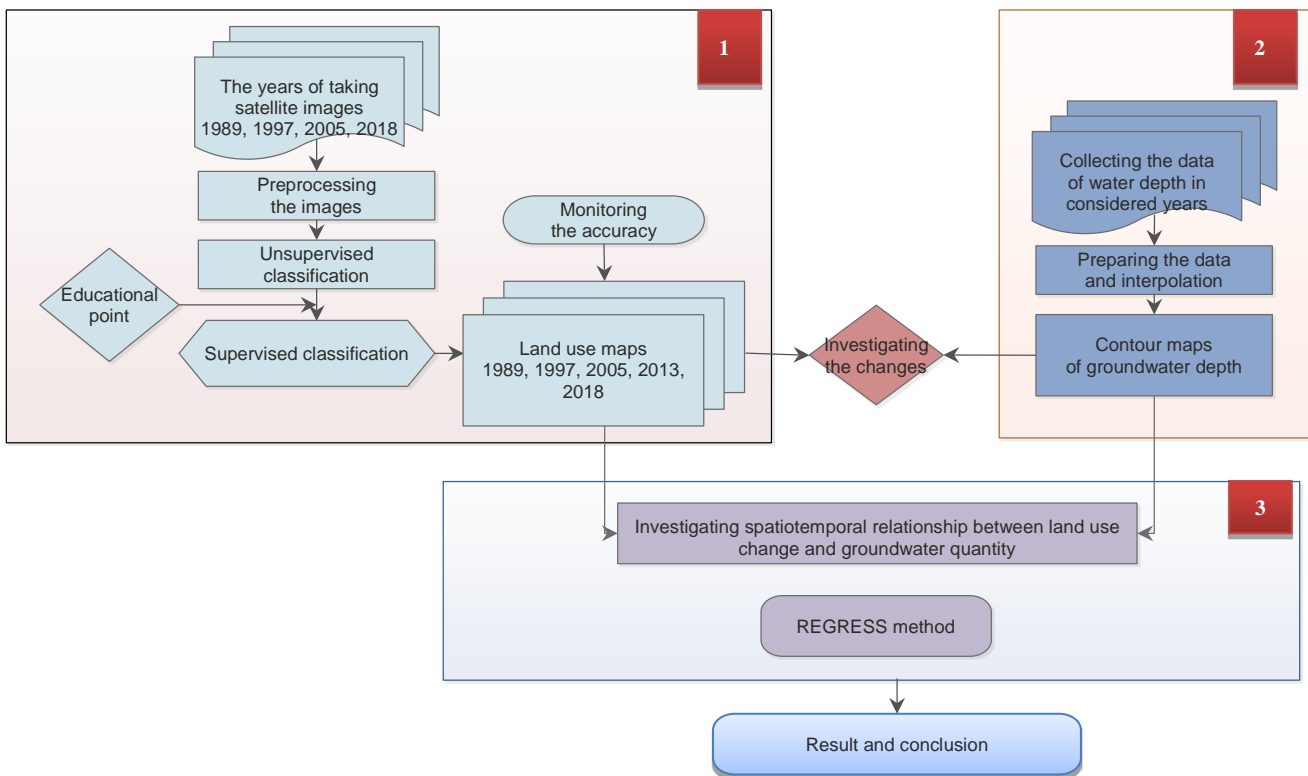 1
The years of taking
satellite images
1989, 1997, 2005, 2018
Preprocessing
the images
Unsupervised
classification
Educational
point
Supervised classification
Monitoring
the accuracy
Land use maps
1989, 1997, 2005, 2013,
2018
Investigating
the changes
2
Collecting the data
of water depth in
considered years
Preparing the data
and interpolation
Contour maps
of groundwater depth
3
Investigating spatiotemporal relationship between land use
change and groundwater quantity
REGRESS method
Result and conclusion